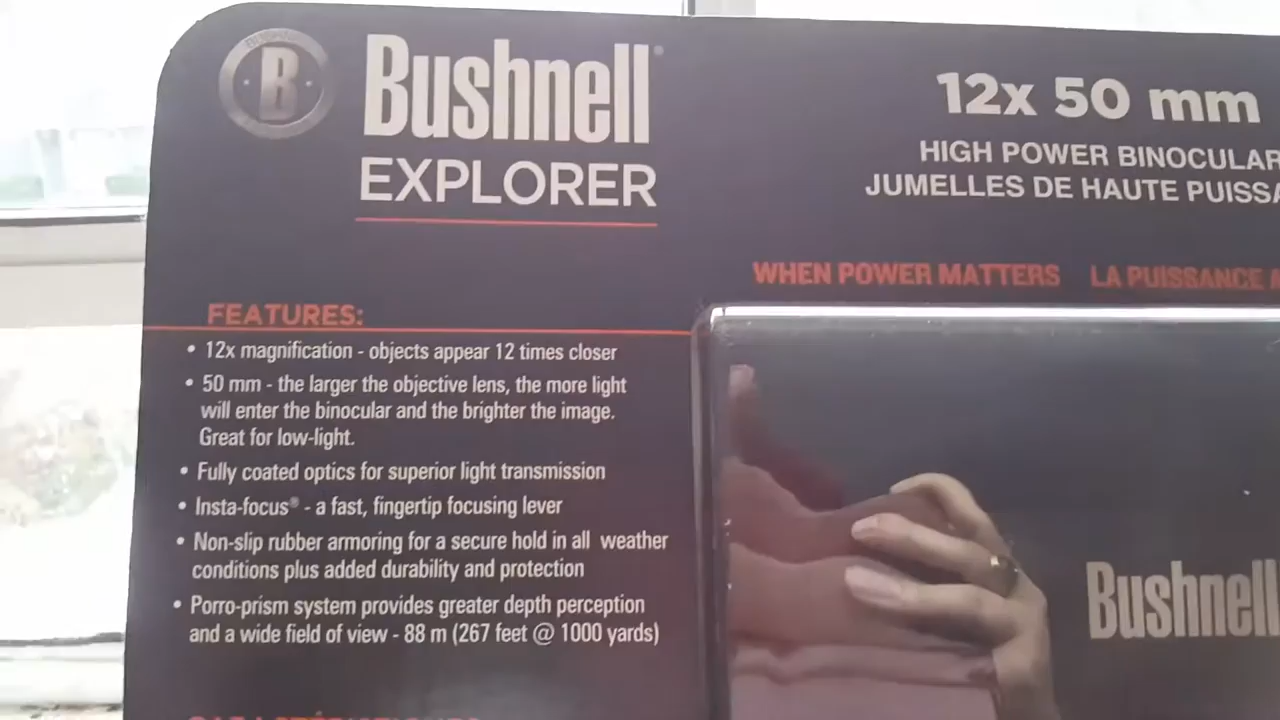 B
Bushnell®
EXPLORER
12x 50 mm
HIGH POWER BINOCULAR
JUMELLES DE HAUTE
WHEN POWER MATTERS LA PUISSANCE
FEATURES:
• 12x magnification - objects appear 12 times closer
• 50 mm - the larger the objective lens, the more light
will enter the binocular and the brighter the image.
Great for low-light.
• Fully coated optics for superior light transmission
• Insta-focus® - a fast, fingertip focusing lever
• Non-slip rubber armoring for a secure hold in all weather
conditions plus added durability and protection
• Porro-prism system provides greater depth perception
and a wide field of view - 88 m (267 feet @ 1000 yards)
Bushnell